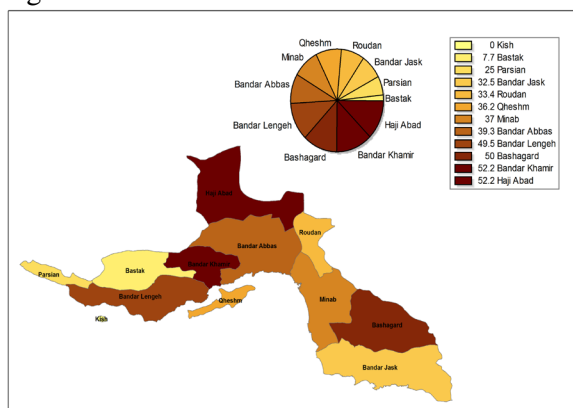 Qheshm
Roudan
Minab
Bandar Jask
Bandar Abbas
Parsian
Bastak
Bandar Lengeh
Haji Abad
Bashagard
Bandar Khamir
0 Kish
7.7 Bastak
25 Parsian
32.5 Bandar Jask
33.4 Roudan
36.2 Qheshm
37 Minab
39.3 Bandar Abbas
49.5 Bandar Lengeh
50 Bashagard
52.2 Bandar Khamir
52.2 Haji Abad
Haji Abad
Roudan
Bandar Abbas
Bastak
Bandar Khamir
Parsian
Bandar Lengeh
Qheshm
Minab
Kish
Bashagard
Bandar Jask